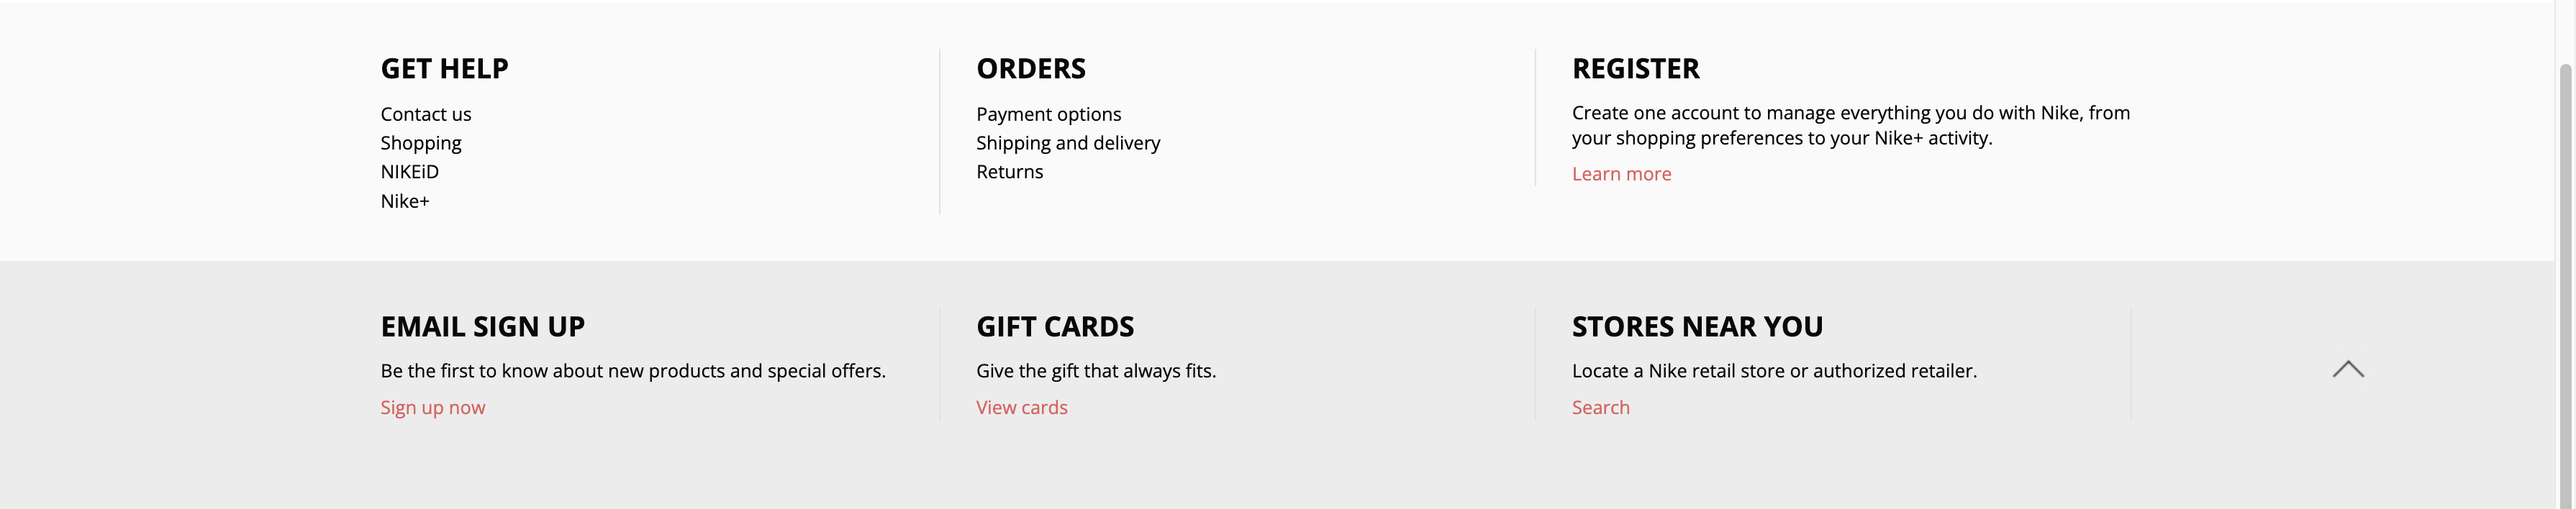 GET HELP
Contact us
Shopping
NIKEiD
Nike+
ORDERS
Payment options
Shipping and delivery
Returns
REGISTER
Create one account to manage everything you do with Nike, from
your shopping preferences to your Nike+ activity.
Learn more
EMAIL SIGN UP
Be the first to know about new products and special offers.
Sign up now
GIFT CARDS
Give the gift that always fits.
View cards
STORES NEAR YOU
Locate a Nike retail store or authorized retailer.
Search